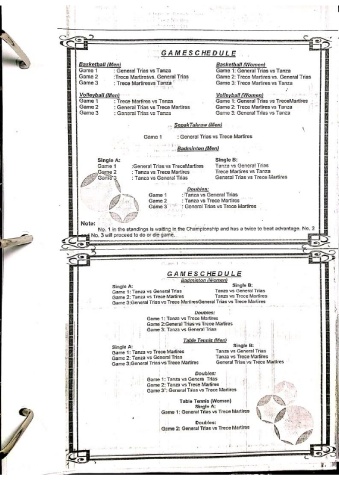 GAMESCHEDULE
Basketball (Men) Basketball (Women)
Game 1 : General Trias vs Tanza Game 1: General Trias vs Tanza
Game 2 : Trece Martires vs. General Trias Game 2: Trece Martires vs. General Trias
Game 3 : Trece Martires vs Tanza Game 3: Trece Martires vs Tanza
Volleyball (Men) Volleyball (Women)
Game 1 : Trece Martires vs Tanza Game 1: General Trias vs TreceMartires
Game 2 : General Trias vs Trece Martires Game 2: Trece Martires vs Tanza
Game 3 : General Trias vs Tanza Game 3: General Trias vs Tanza
SepakTakraw (Men)
Game 1 : General Trias vs Trece Martires
Badminton (Men)
Single A: Single B:
Game 1 :General Trias vs TreceMartires Tanza vs General Trias
Game 2 : Tanza vs Trece Martires Trece Martires vs Tanza
Game 3 : Tanza vs General Trias General Trias vs Trece Martires
Doubles:
Game 1 : Tanza vs General Trias
Game 2 : Tanza vs Trece Martires
Game 3 : General Trias vs Trece Martires
Note:
No. 1 in the standings is waiting in the Championship and has a twice to beat advantage. No. 2
and No. 3 will proceed to do or die game.
GAMESCHEDULE
Badminton (Women)
Single A: Single B:
Game 1: Tanza vs General Trias Tanza vs General Trias
Game 2: Tanza vs Trece Martires Tanza vs Trece Martires
Game 3:General Trias vs Trece MartiresGeneral Trias vs Trece Martires
Doubles:
Game 1: Tanza vs Trece Martires
Game 2:General Trias vs Trece Martires
Game 3: Tanza vs General Trias
Table Tennis (Men)
Single A: Single B:
Game 1: Tanza vs Trece Martires Tanza vs General Trias
Game 2: Tanza vs General Trias Tanza vs Trece Martires
Game 3:General Trias vs Trece Martires General Trias vs Trece Martires
Doubles:
Game 1: Tanza vs General Trias
Game 2: Tanza vs Trece Martires
Game 3": General Trias vs Trece Martires
Table Tennis (Women)
Single A:
Game 1: General Trias vs Trece Martires
Doubles:
Game 2: General Trias vs Trece Martires